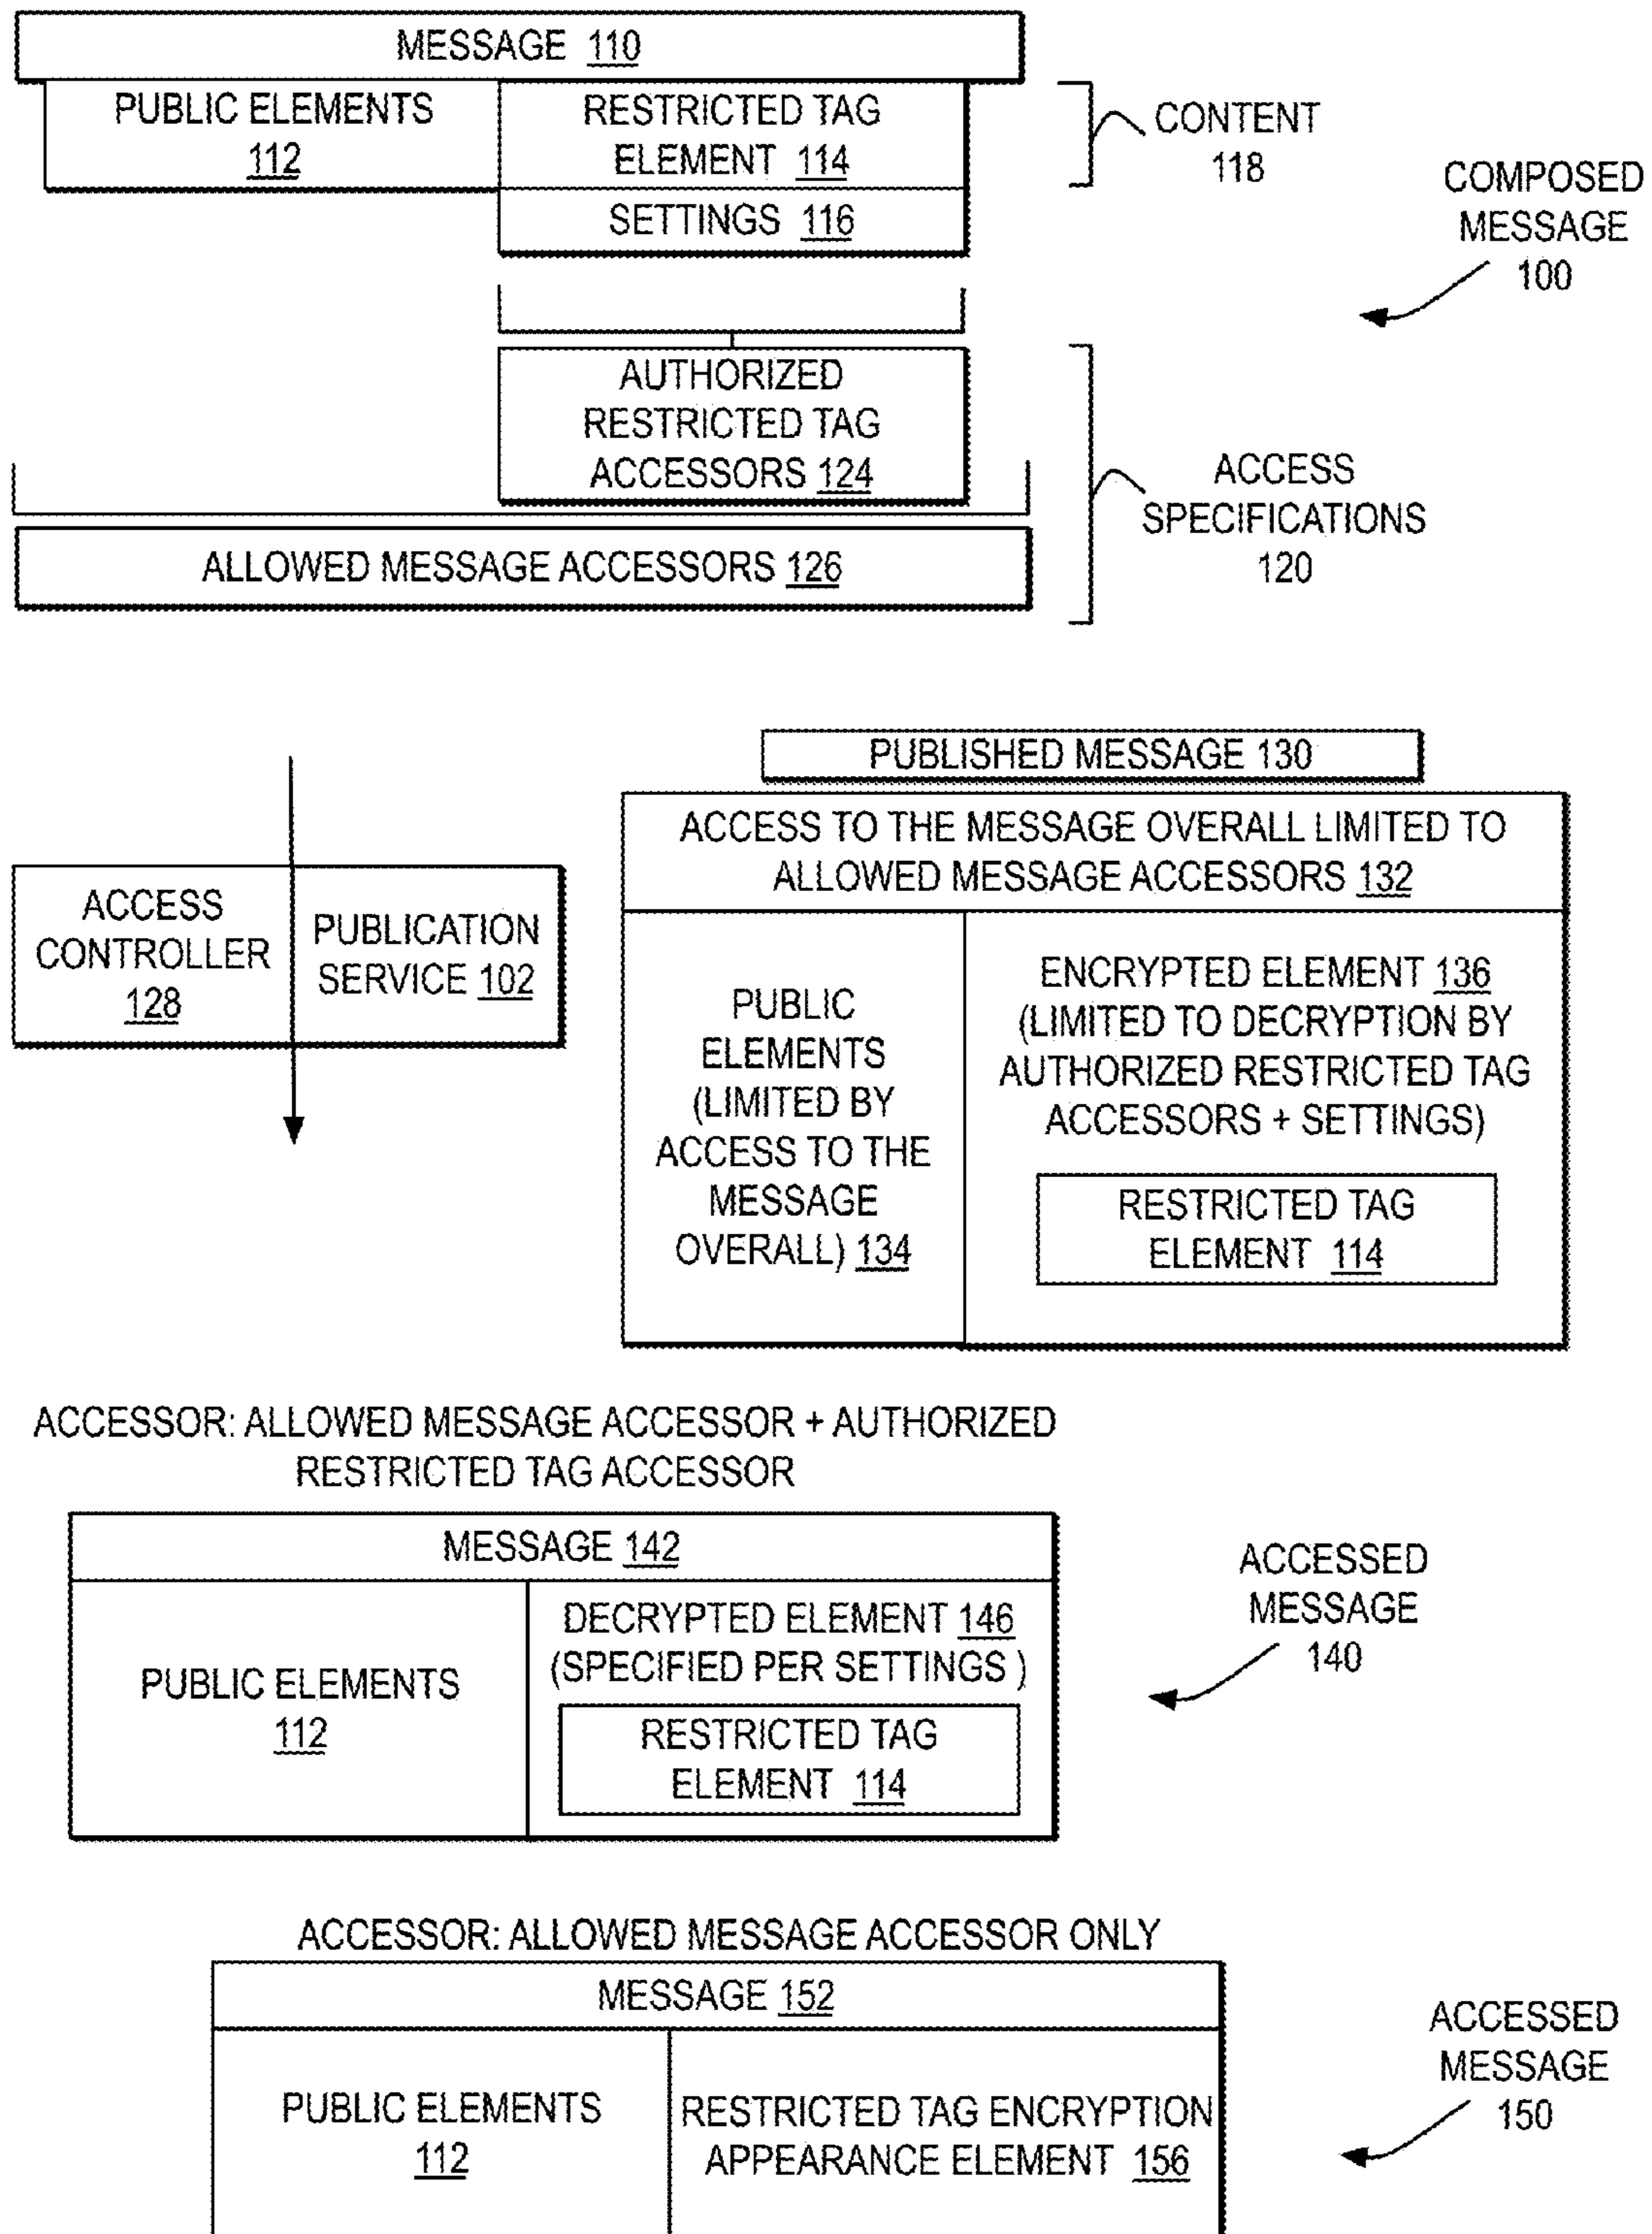 MESSAGE 110
PUBLIC ELEMENTS
112
RESTRICTED TAG
ELEMENT 114
SETTINGS 116
CONTENT
118
COMPOSED
MESSAGE
100
AUTHORIZED
RESTRICTED TAG
ACCESSORS 124
ALLOWED MESSAGE ACCESSORS 126
ACCESS
SPECIFICATIONS
120
ACCESS
CONTROLLER
128
PUBLICATION
SERVICE 102
PUBLISHED MESSAGE 130
ACCESS TO THE MESSAGE OVERALL LIMITED TO
ALLOWED MESSAGE ACCESSORS 132
PUBLIC
ELEMENTS
(LIMITED BY
ACCESS TO THE
MESSAGE
OVERALL) 134
ENCRYPTED ELEMENT 136
(LIMITED TO DECRYPTION BY
AUTHORIZED RESTRICTED TAG
ACCESSORS + SETTINGS)
RESTRICTED TAG
ELEMENT 114
ACCESSOR: ALLOWED MESSAGE ACCESSOR + AUTHORIZED
RESTRICTED TAG ACCESSOR
MESSAGE 142
PUBLIC ELEMENTS
112
DECRYPTED ELEMENT 146
(SPECIFIED PER SETTINGS )
RESTRICTED TAG
ELEMENT 114
ACCESSED
MESSAGE
140
ACCESSOR: ALLOWED MESSAGE ACCESSOR ONLY
MESSAGE 152
PUBLIC ELEMENTS
112
RESTRICTED TAG ENCRYPTION
APPEARANCE ELEMENT 156
ACCESSED
MESSAGE
150